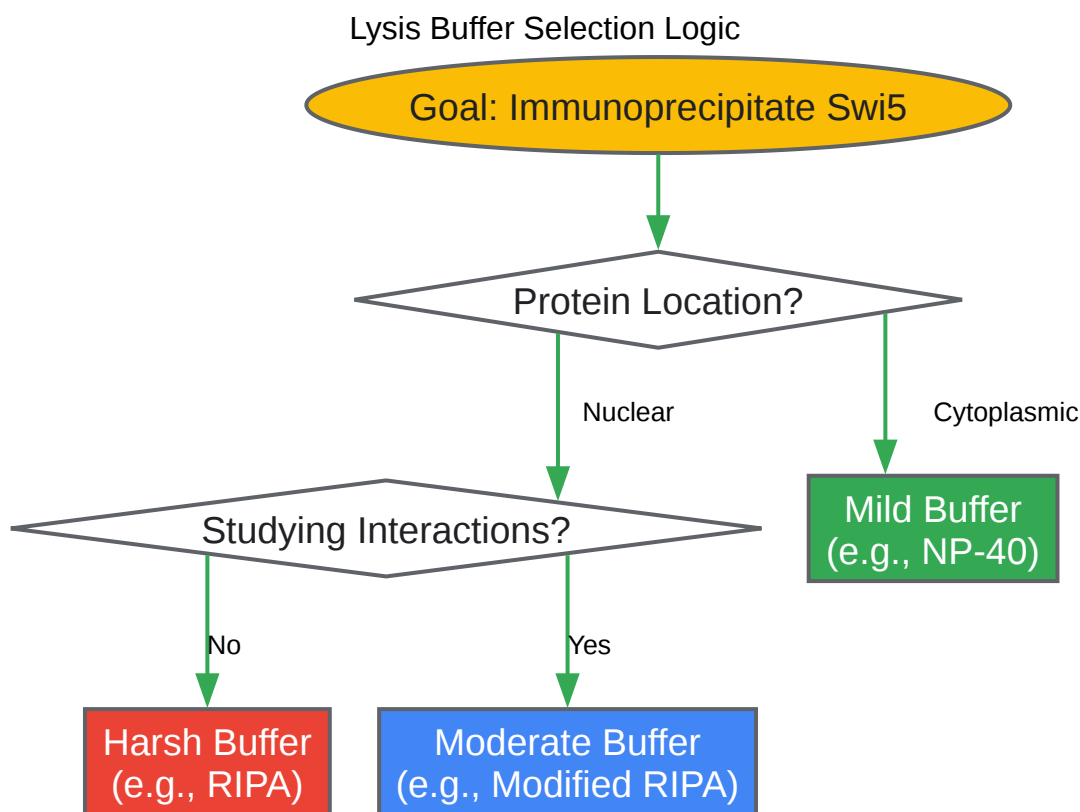 Lysis Buffer Selection Logic
Goal: Immunoprecipitate Swi5
Protein Location?
Nuclear
Cytoplasmic
Mild Buffer
(e.g., NP-40)
Studying Interactions?
No
Yes
Harsh Buffer
(e.g., RIPA)
Moderate Buffer
(e.g., Modified RIPA)